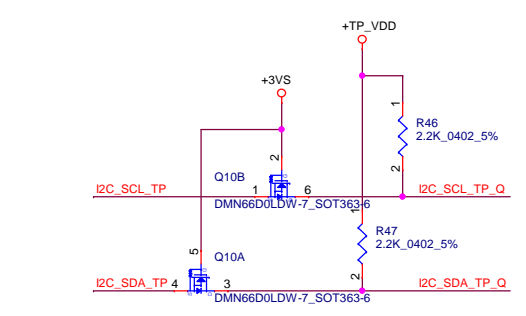 +TP_VDD
+3VS
1
R46
2.2K_0402_5%
2
2
Q10B
I2C_SCL_TP
1
6
I2C_SCL_TP_Q
DMN66D0LDW-7_SOT363-6
1
R47
2.2K_0402_5%
5
Q10A
2
I2C_SDA_TP
4
3
I2C_SDA_TP_Q
DMN66D0LDW-7_SOT363-6